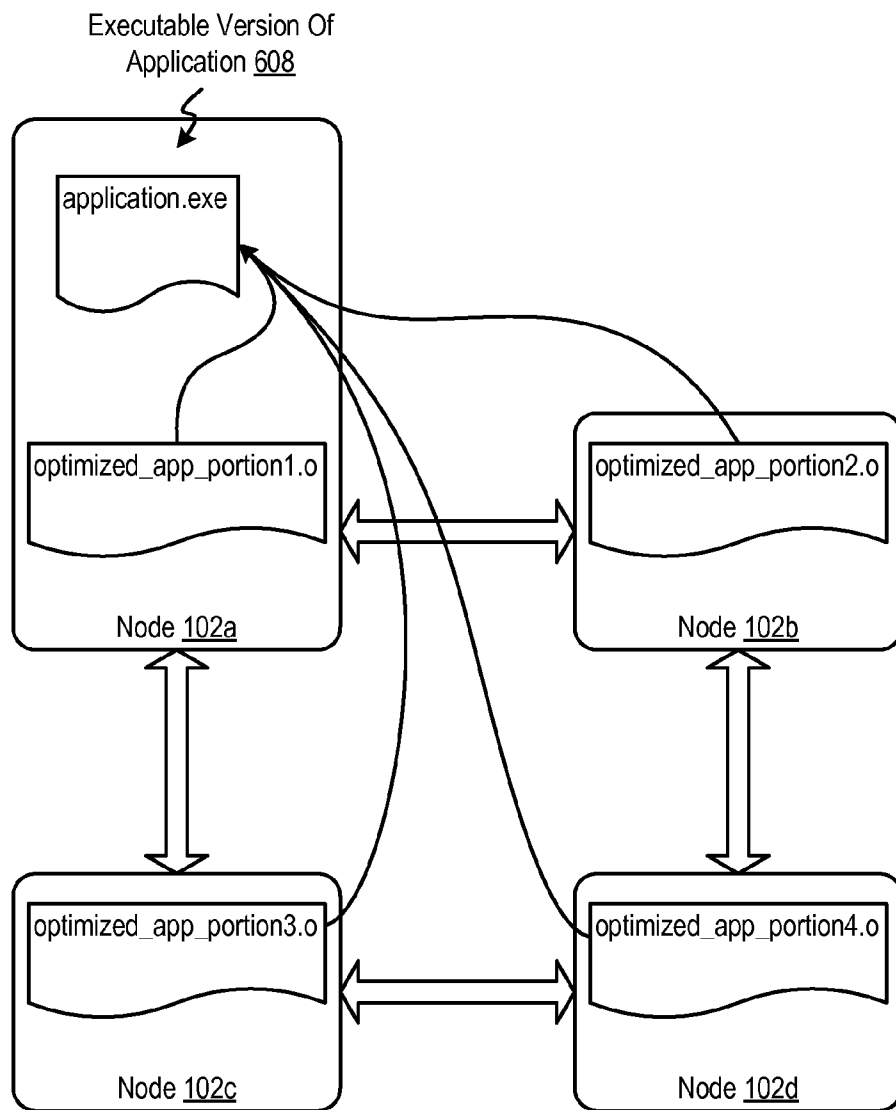 Executable Version Of
Application 608
application.exe
optimized_app_portion1.o
optimized_app_portion2.o
Node 102a
Node 102b
optimized_app_portion3.o
optimized_app_portion4.o
Node 102c
Node 102d